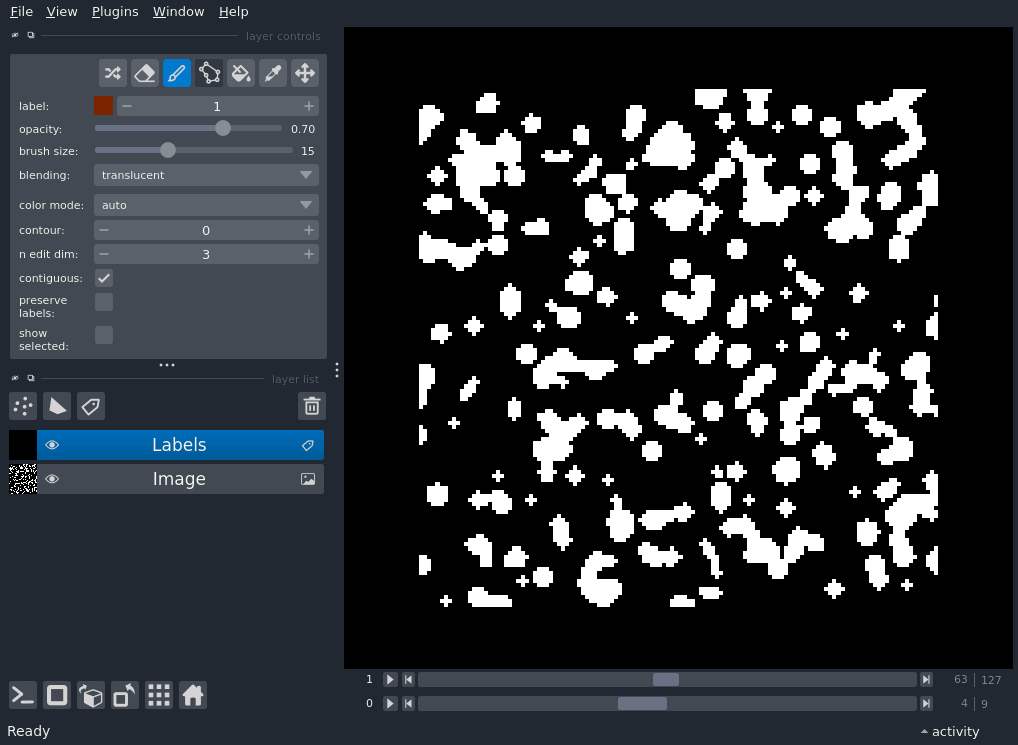 File View Plugins Window Help
layer controls
label: 1
opacity: 0.70
brush size: 15
blending: translucent
color mode: auto
contour: 0
n edit dim: 3
contiguous:
preserve
labels:
show
selected:
layer list
Labels
Image
1 63 127
0 4 9
Ready activity